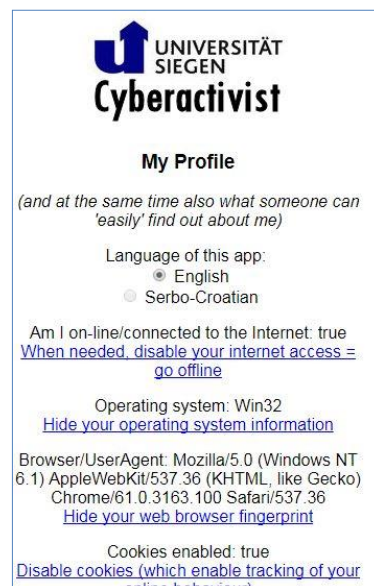 UNIVERSITÄT
SIEGEN
Cyberactivist
My Profile
(and at the same time also what someone can
'easily' find out about me)
Language of this app:
English
Serbo-Croatian
Am I on-line/connected to the Internet: true
When needed, disable your internet access =
go offline
Operating system: Win32
Hide your operating system information
Browser/UserAgent: Mozilla/5.0 (Windows NT
6.1) AppleWebKit/537.36 (KHTML, like Gecko)
Chrome/61.0.3163.100 Safari/537.36
Hide your web browser fingerprint
Cookies enabled: true
Disable cookies (which enable tracking of your
online behaviour)